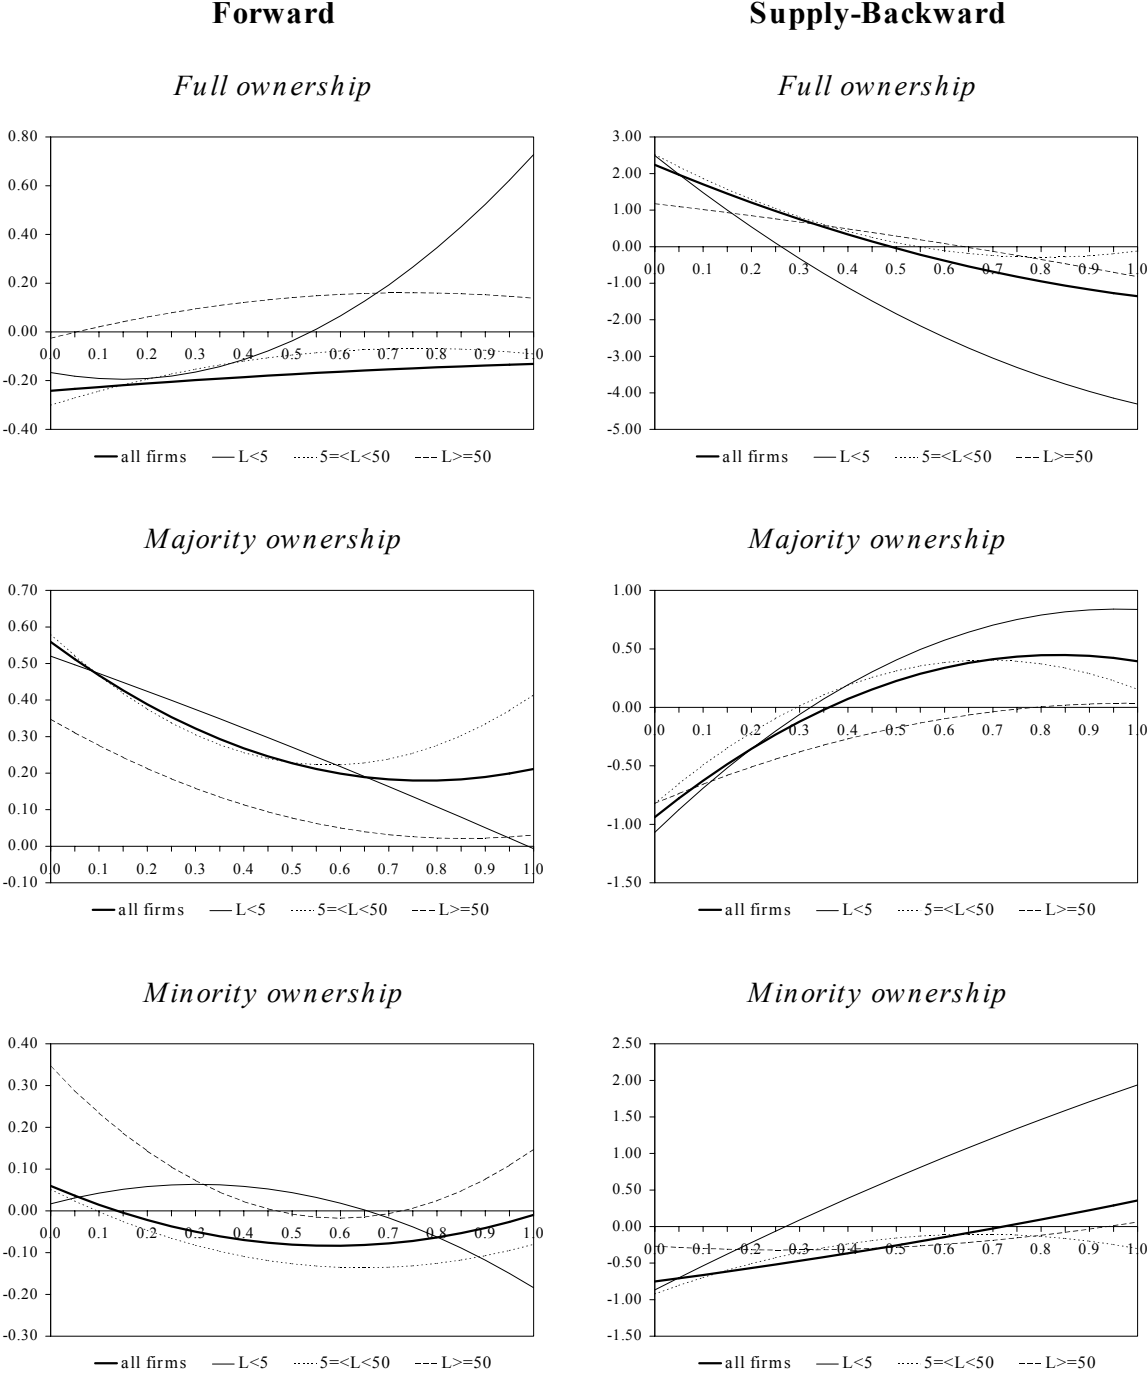 Forward
Supply-Backward
Full ownership
Full ownership
0.80
0.60
0.40
0.20
0.00
-0.20
-0.40
0.0 0.1 0.2 0.3 0.4 0.5 0.6 0.7 0.8 0.9 1.0
all firms L<5 5=<L<50 L>=50
3.00
2.00
1.00
0.00
-1.00
-2.00
-3.00
-4.00
-5.00
0.0 0.1 0.2 0.3 0.4 0.5 0.6 0.7 0.8 0.9 1.0
all firms L<5 5=<L<50 L>=50
Majority ownership
Majority ownership
0.70
0.60
0.50
0.40
0.30
0.20
0.10
0.00
-0.10
0.0 0.1 0.2 0.3 0.4 0.5 0.6 0.7 0.8 0.9 1.0
all firms L<5 5=<L<50 L>=50
1.00
0.50
0.00
-0.50
-1.00
-1.50
0.0 0.1 0.2 0.3 0.4 0.5 0.6 0.7 0.8 0.9 1.0
all firms L<5 5=<L<50 L>=50
Minority ownership
Minority ownership
0.40
0.30
0.20
0.10
0.00
-0.10
-0.20
-0.30
0.0 0.1 0.2 0.3 0.4 0.5 0.6 0.7 0.8 0.9 1.0
all firms L<5 5=<L<50 L>=50
2.50
2.00
1.50
1.00
0.50
0.00
-0.50
-1.00
-1.50
0.0 0.1 0.2 0.3 0.4 0.5 0.6 0.7 0.8 0.9 1.0
all firms L<5 5=<L<50 L>=50